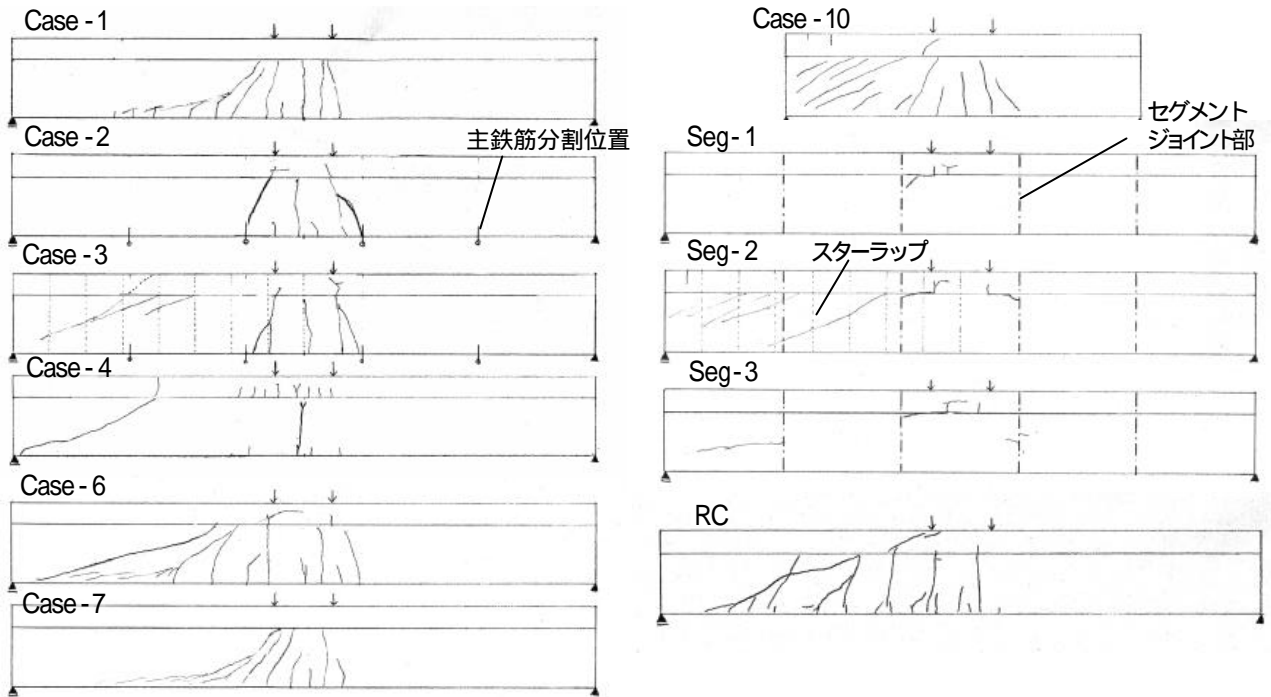 Case - 1
Case - 2
主鉄筋分割位置
Case - 3
Case - 4
Case - 6
Case - 7
Case - 10
セグメント
ジョイント部
Seg- 1
Seg- 2
スターラップ
Seg- 3
RC